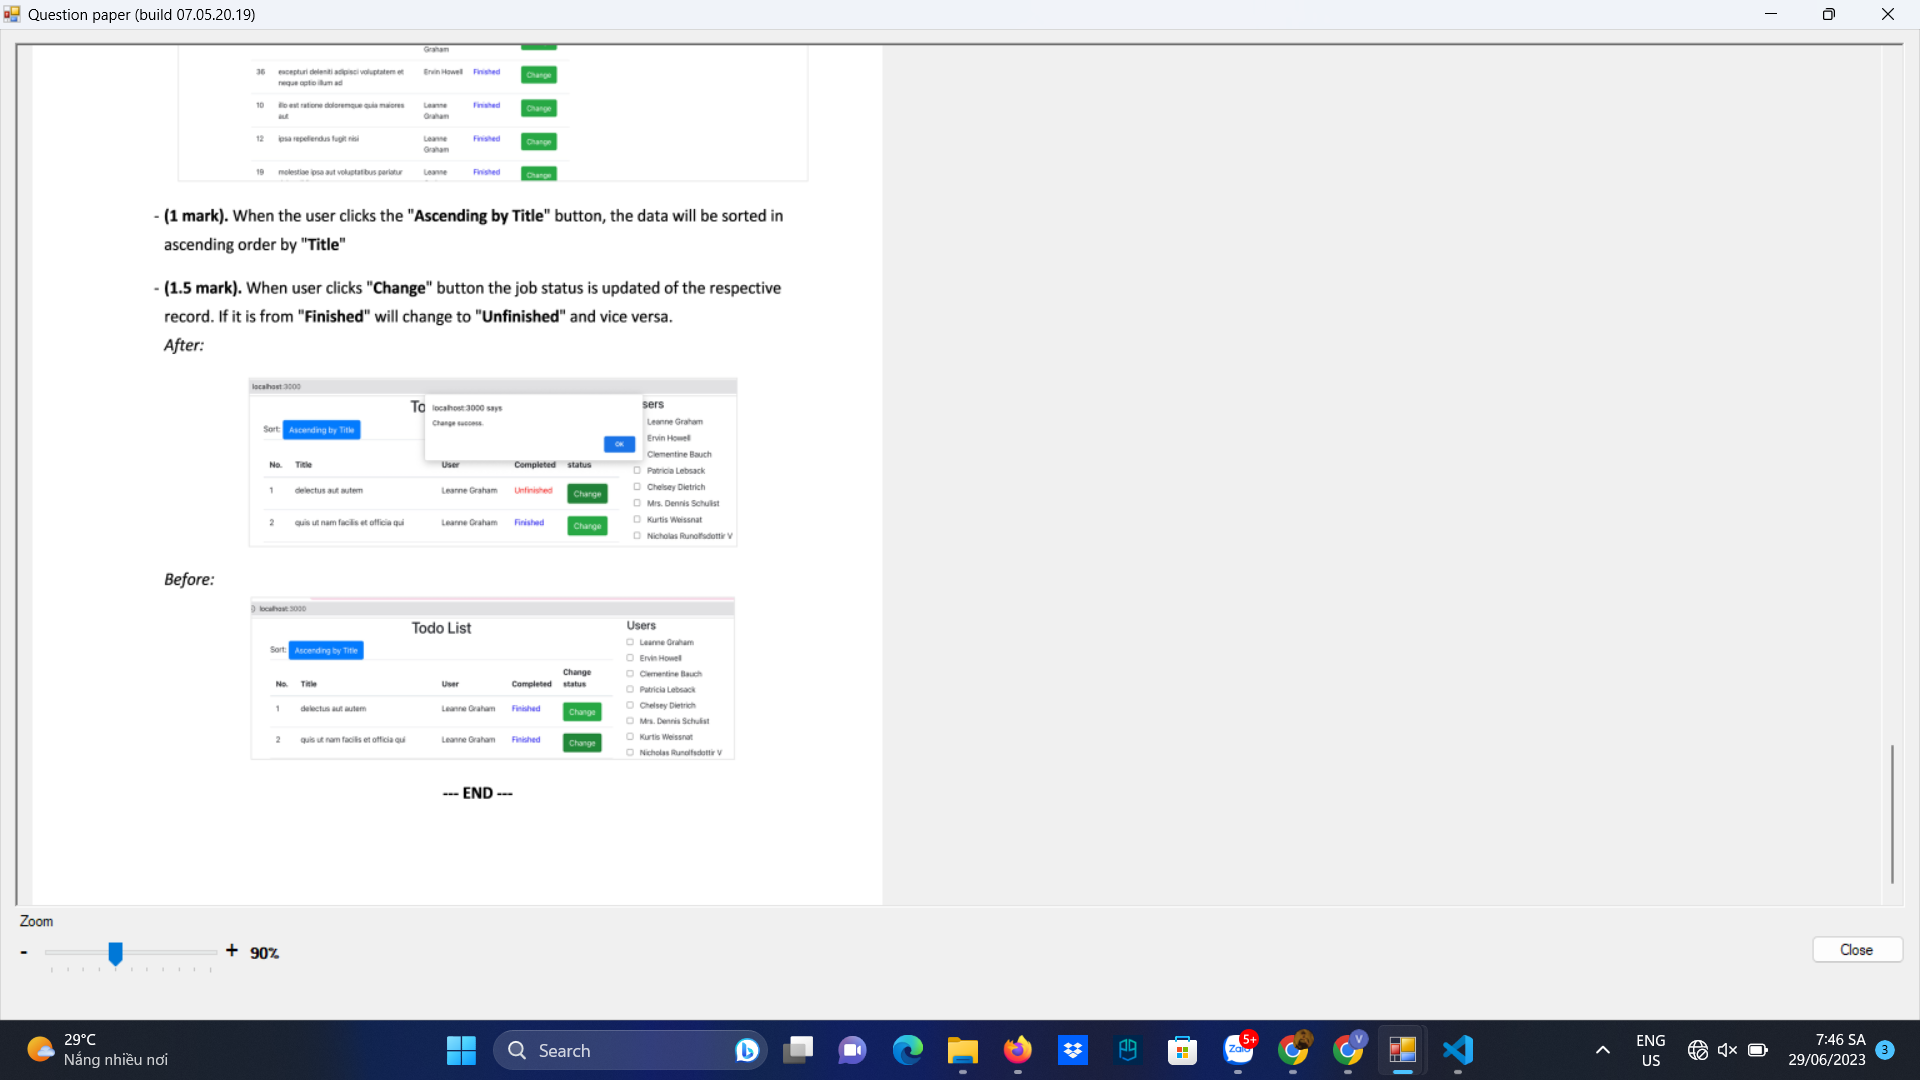 Question paper (build 07.05.20.19)
Graham
36 excepturi deleniti adipisci voluptatem et Ervin Howell Finished Change
neque optio illum ad
10 illo est ratione doloremque quia maiores Leanne Finished Change
aut Graham
12 ipsa repellendus fugit nisi Leanne Finished Change
Graham
19 molestiae ipsa aut voluptatibus pariatur Leanne Finished Change
- (1 mark). When the user clicks the "Ascending by Title" button, the data will be sorted in
ascending order by "Title"
- (1.5 mark). When user clicks "Change" button the job status is updated of the respective
record. If it is from "Finished" will change to "Unfinished" and vice versa.
After:
localhost:3000
To
localhost:3000 says
Change success.
OK
sers
Sort: Ascending by Title
Leanne Graham
Ervin Howell
Clementine Bauch
Patricia Lebsack
Chelsey Dietrich
Mrs. Dennis Schulist
Kurtis Weissnat
Nicholas Runolfsdottir V
No. Title User Completed status
1 delectus aut autem Leanne Graham Unfinished Change
2 quis ut nam facilis et officia qui Leanne Graham Finished Change
Before:
localhost:3000
Todo List
Sort: Ascending by Title
Users
Leanne Graham
Ervin Howell
Clementine Bauch
Patricia Lebsack
Chelsey Dietrich
Mrs. Dennis Schulist
Kurtis Weissnat
Nicholas Runolfsdottir V
Change
No. Title User Completed status
1 delectus aut autem Leanne Graham Finished Change
2 quis ut nam facilis et officia qui Leanne Graham Finished Change
--- END ---
Zoom
- + 90%
Close
29°C
Nắng nhiều nơi
Search
Zalo
5+
V
ENG
US
7:46 SA
29/06/2023
3